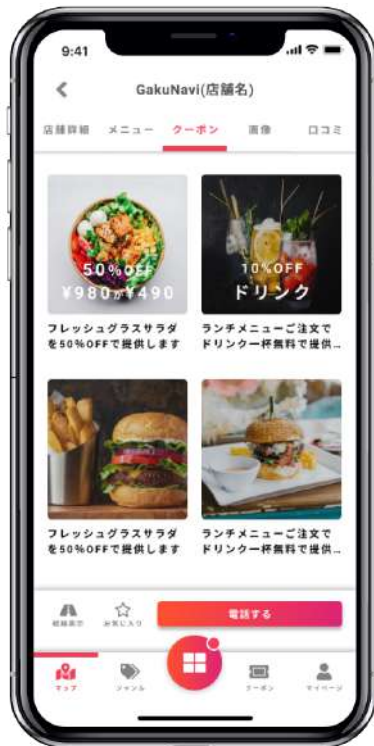 9:41
GakuNavi(店舗名)
店舗詳細 メニュー クーポン 画像 口コミ
50%OFF
¥980が¥490
10%OFF
ドリンク
フレッシュグラスサラダ
を50%OFFで提供します
ランチメニューご注文で
ドリンク一杯無料で提供…
フレッシュグラスサラダ
を50%OFFで提供します
ランチメニューご注文で
ドリンク一杯無料で提供…
経路表示 お気に入り 電話する
マップ ジャンル クーポン マイページ